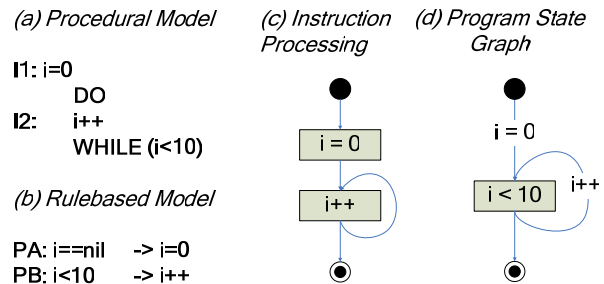 (a) Procedural Model
I1: i=0
DO
I2: i++
WHILE (i<10)
(b) Rulebased Model
PA: i==nil -> i=0
PB: i<10 -> i++
(c) Instruction
Processing
i = 0
i++
(d) Program State
Graph
i = 0
i < 10
i++